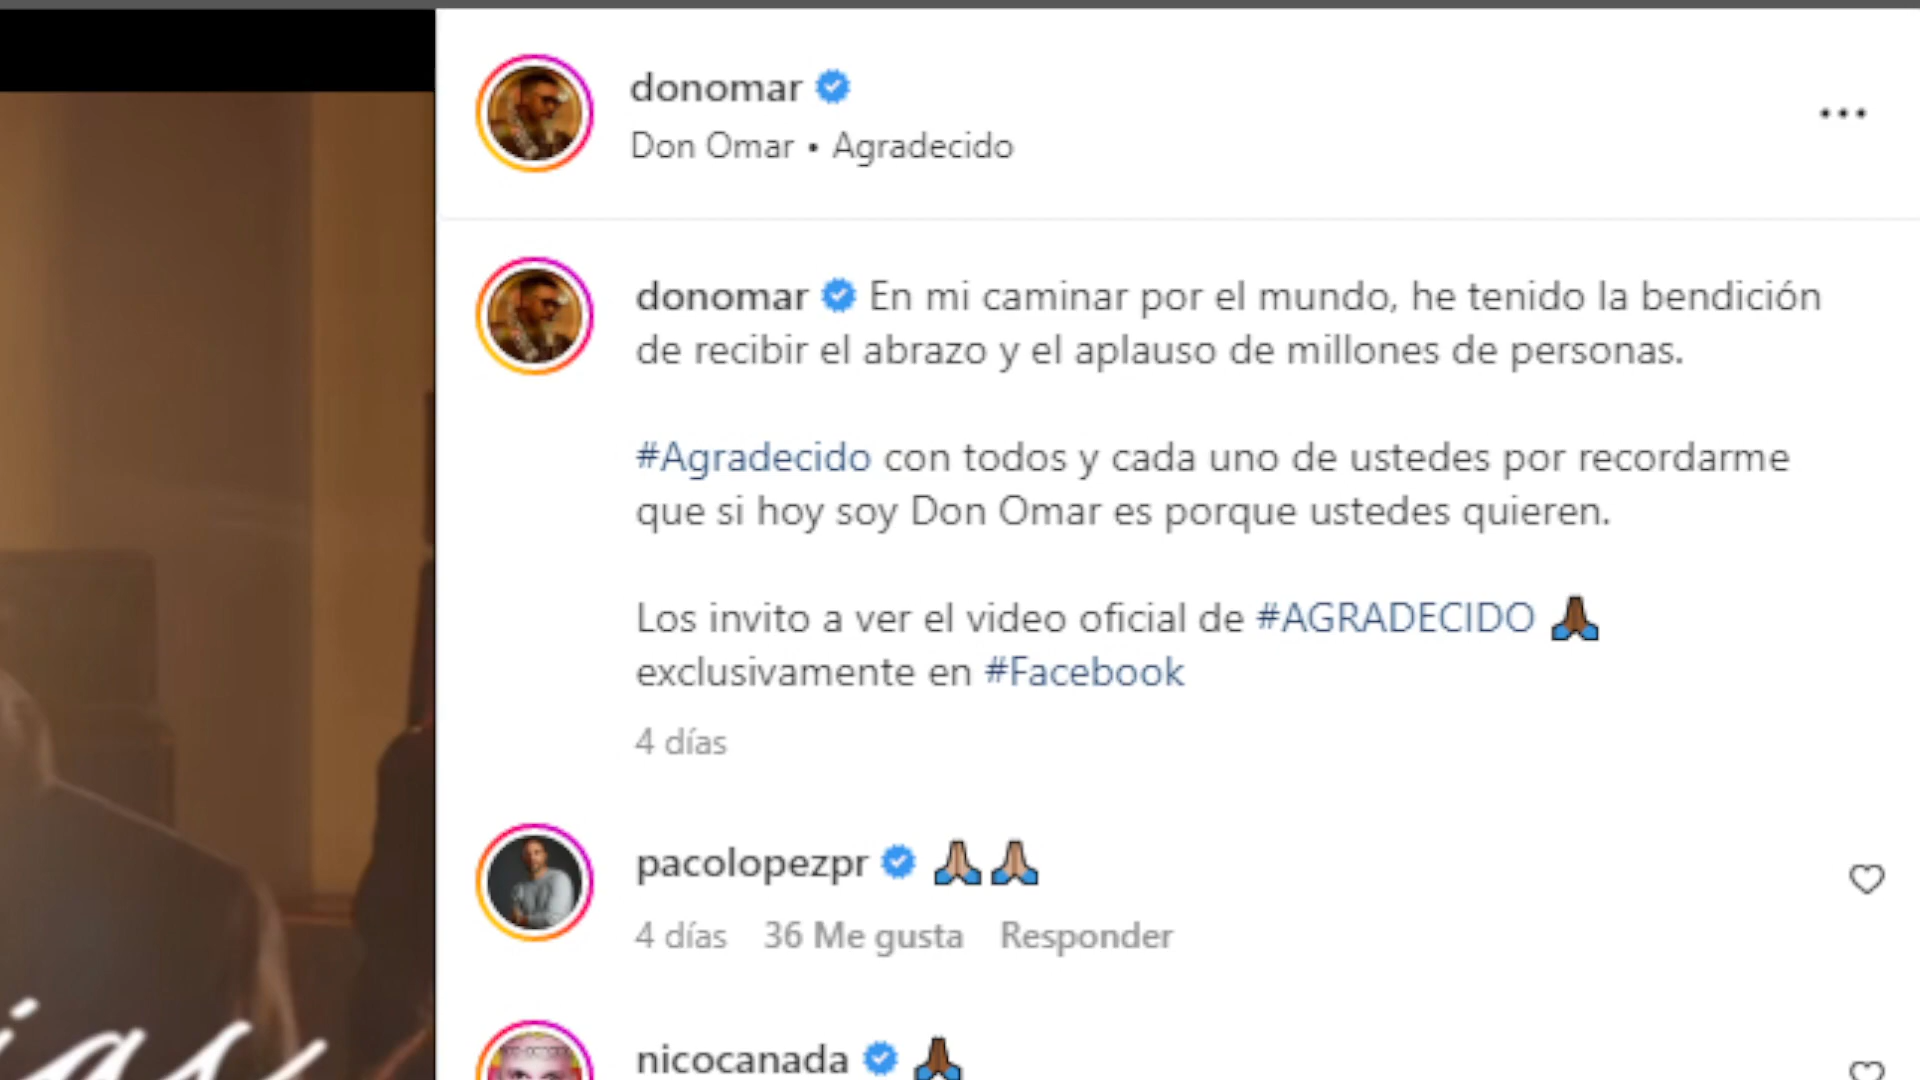 donomar
Don Omar • Agradecido
donomar En mi caminar por el mundo, he tenido la bendición
de recibir el abrazo y el aplauso de millones de personas.
#Agradecido con todos y cada uno de ustedes por recordarme
que si hoy soy Don Omar es porque ustedes quieren.
Los invito a ver el video oficial de #AGRADECIDO 🙏🏾
exclusivamente en #Facebook
4 días
pacolopezpr 🙏🏼🙏🏼
4 días 36 Me gusta Responder
nicocanada 🙏🏾